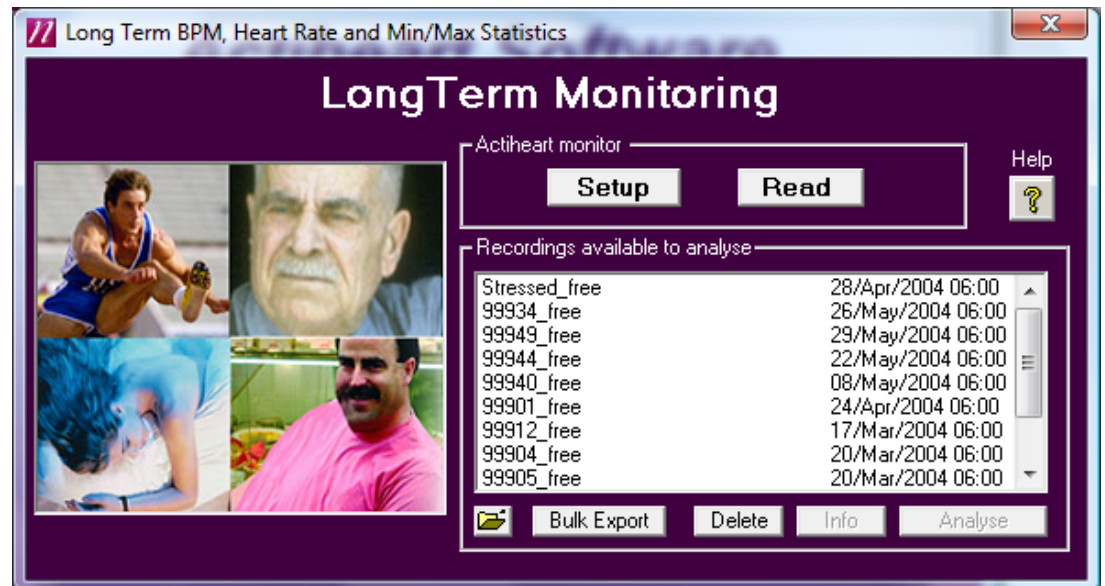 Actiheart Software
Long Term BPM, Heart Rate and Min/Max Statistics
LongTerm Monitoring
Actiheart monitor
Setup Read
Help
?
Recordings available to analyse
Stressed_free 28/Apr/2004 06:00
99934_free 26/May/2004 06:00
99949_free 29/May/2004 06:00
99944_free 22/May/2004 06:00
99940_free 08/May/2004 06:00
99901_free 24/Apr/2004 06:00
99912_free 17/Mar/2004 06:00
99904_free 20/Mar/2004 06:00
99905_free 20/Mar/2004 06:00
Bulk Export Delete Info Analyse